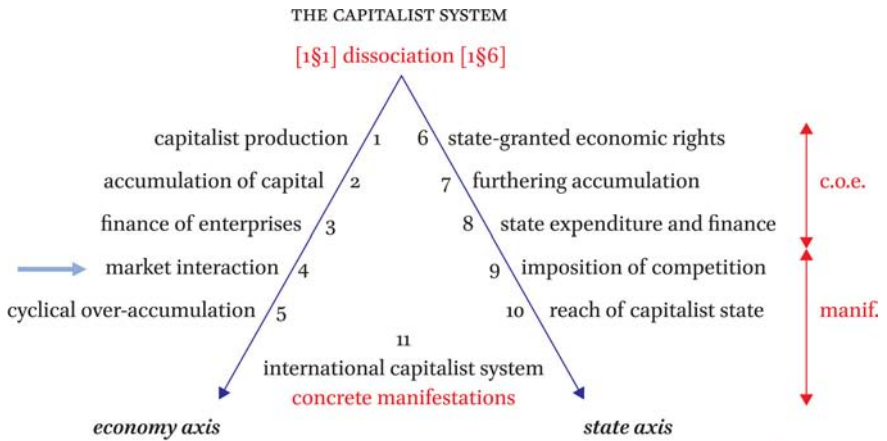 THE CAPITALIST SYSTEM
[1§1] dissociation [1§6]
capitalist production 1 6 state-granted economic rights
accumulation of capital 2 7 furthering accumulation
c.o.e.
finance of enterprises 3 8 state expenditure and finance
market interaction 4 9 imposition of competition
cyclical over-accumulation 5 10 reach of capitalist state manif.
11
international capitalist system
concrete manifestations
economy axis state axis